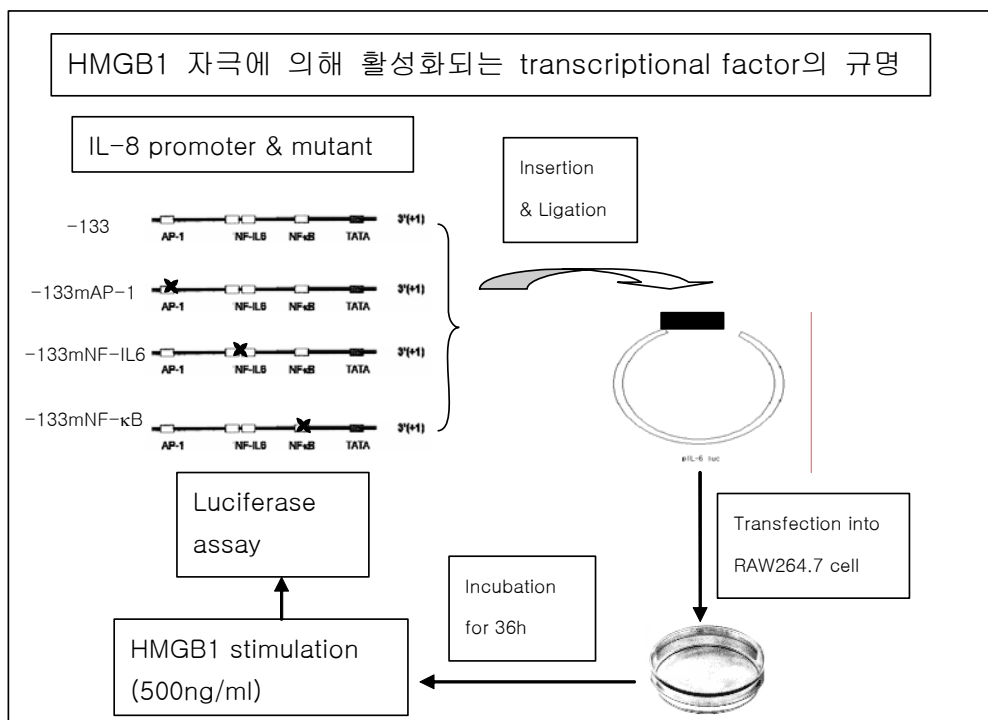 HMGB1 자극에 의해 활성화되는 transcriptional factor의 규명
IL-8 promoter & mutant
Insertion
& Ligation
-133
AP-1 NF-IL6 NFκB TATA 3'(+1)
-133mAP-1
AP-1 NF-IL6 NFκB TATA 3'(+1)
-133mNF-IL6
AP-1 NF-IL6 NFκB TATA 3'(+1)
-133mNF-κB
AP-1 NF-IL6 NFκB TATA 3'(+1)
pIL-6 luc
Luciferase
assay
Transfection into
RAW264.7 cell
Incubation
for 36h
HMGB1 stimulation
(500ng/ml)